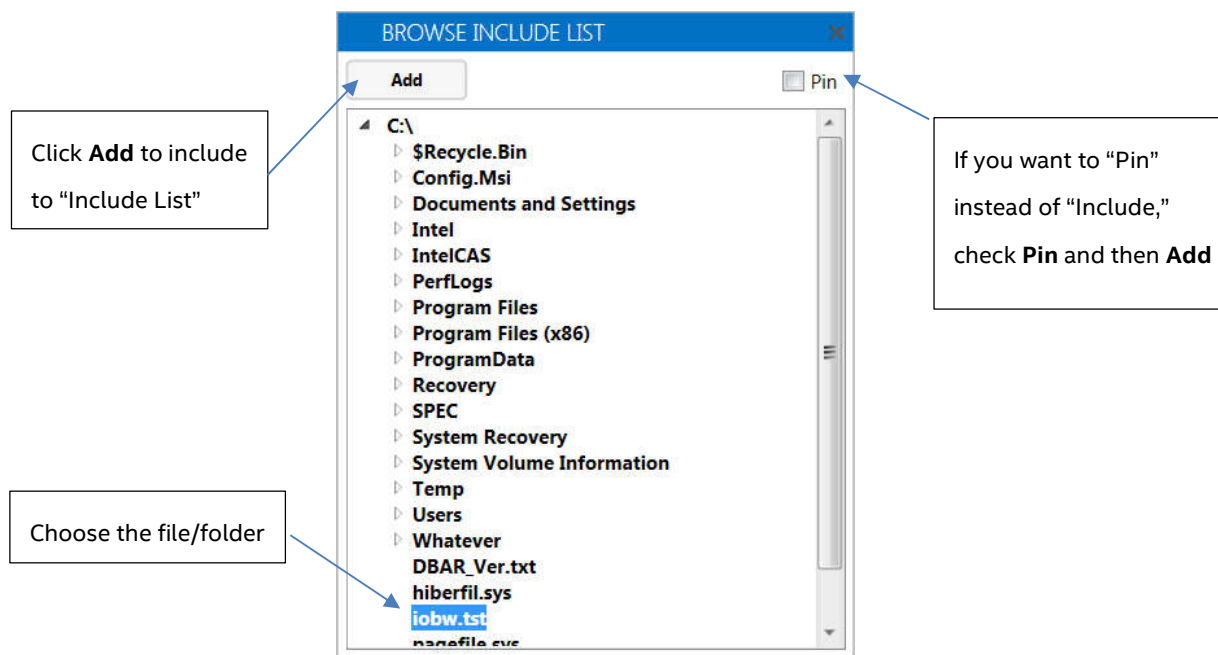 BROWSE INCLUDE LIST
Add
Pin
Click Add to include
to “Include List”
If you want to “Pin”
instead of “Include,”
check Pin and then Add
C:\
$Recycle.Bin
Config.Msi
Documents and Settings
Intel
IntelCAS
PerfLogs
Program Files
Program Files (x86)
ProgramData
Recovery
SPEC
System Recovery
System Volume Information
Temp
Users
Whatever
Choose the file/folder
DBAR_Ver.txt
hiberfil.sys
iobw.tst
pagefile.sys